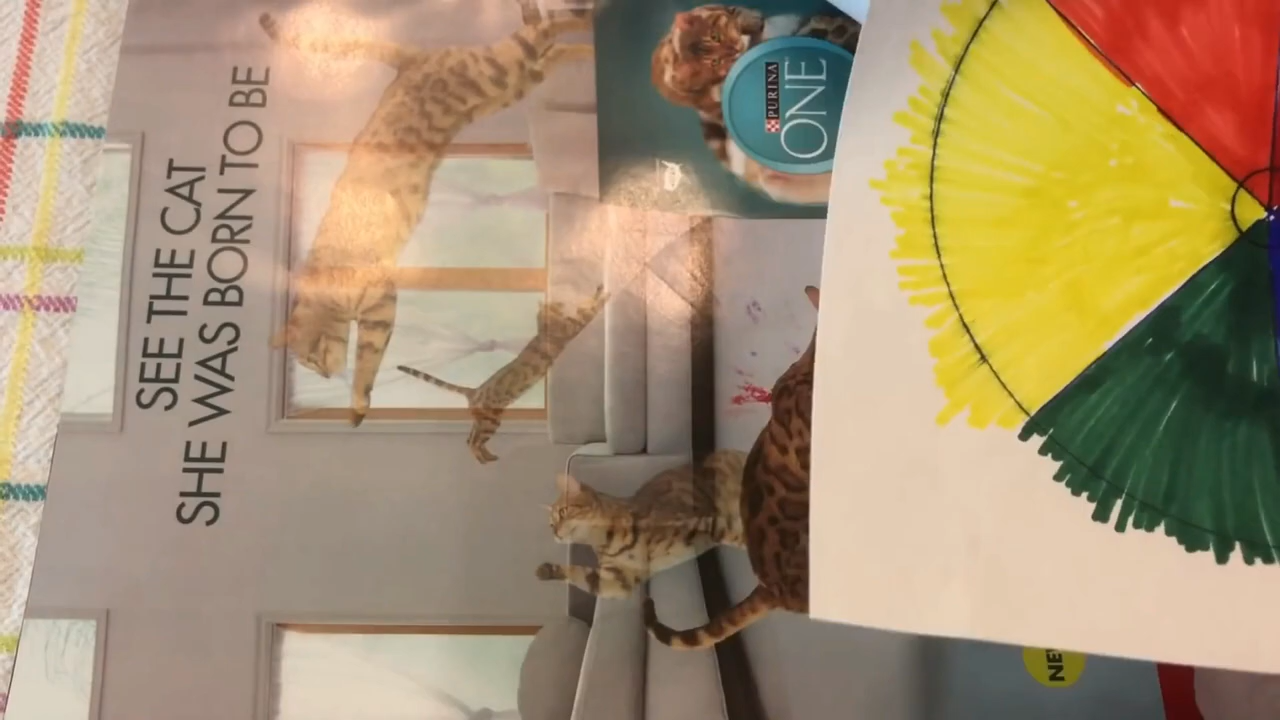 SEE THE CAT
SHE WAS BORN TO BE
PURINA
ONE